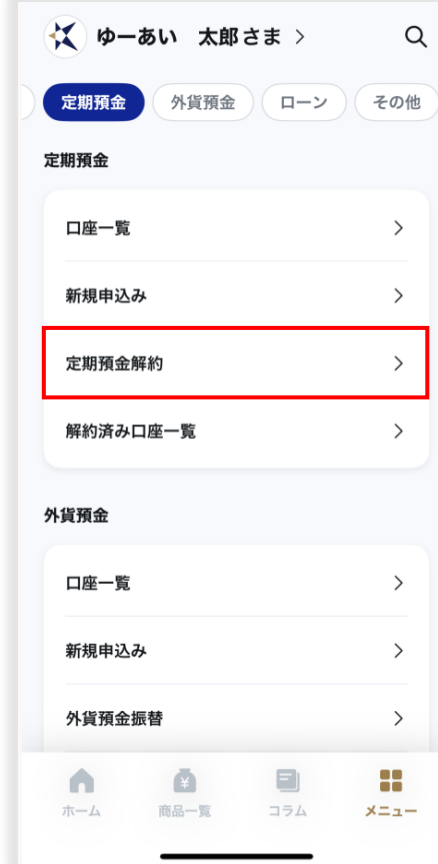 ゆーあい　太郎さま
定期預金 外貨預金 ローン その他
定期預金
口座一覧
新規申込み
定期預金解約
解約済み口座一覧
外貨預金
口座一覧
新規申込み
外貨預金振替
ホーム 商品一覧 コラム メニュー